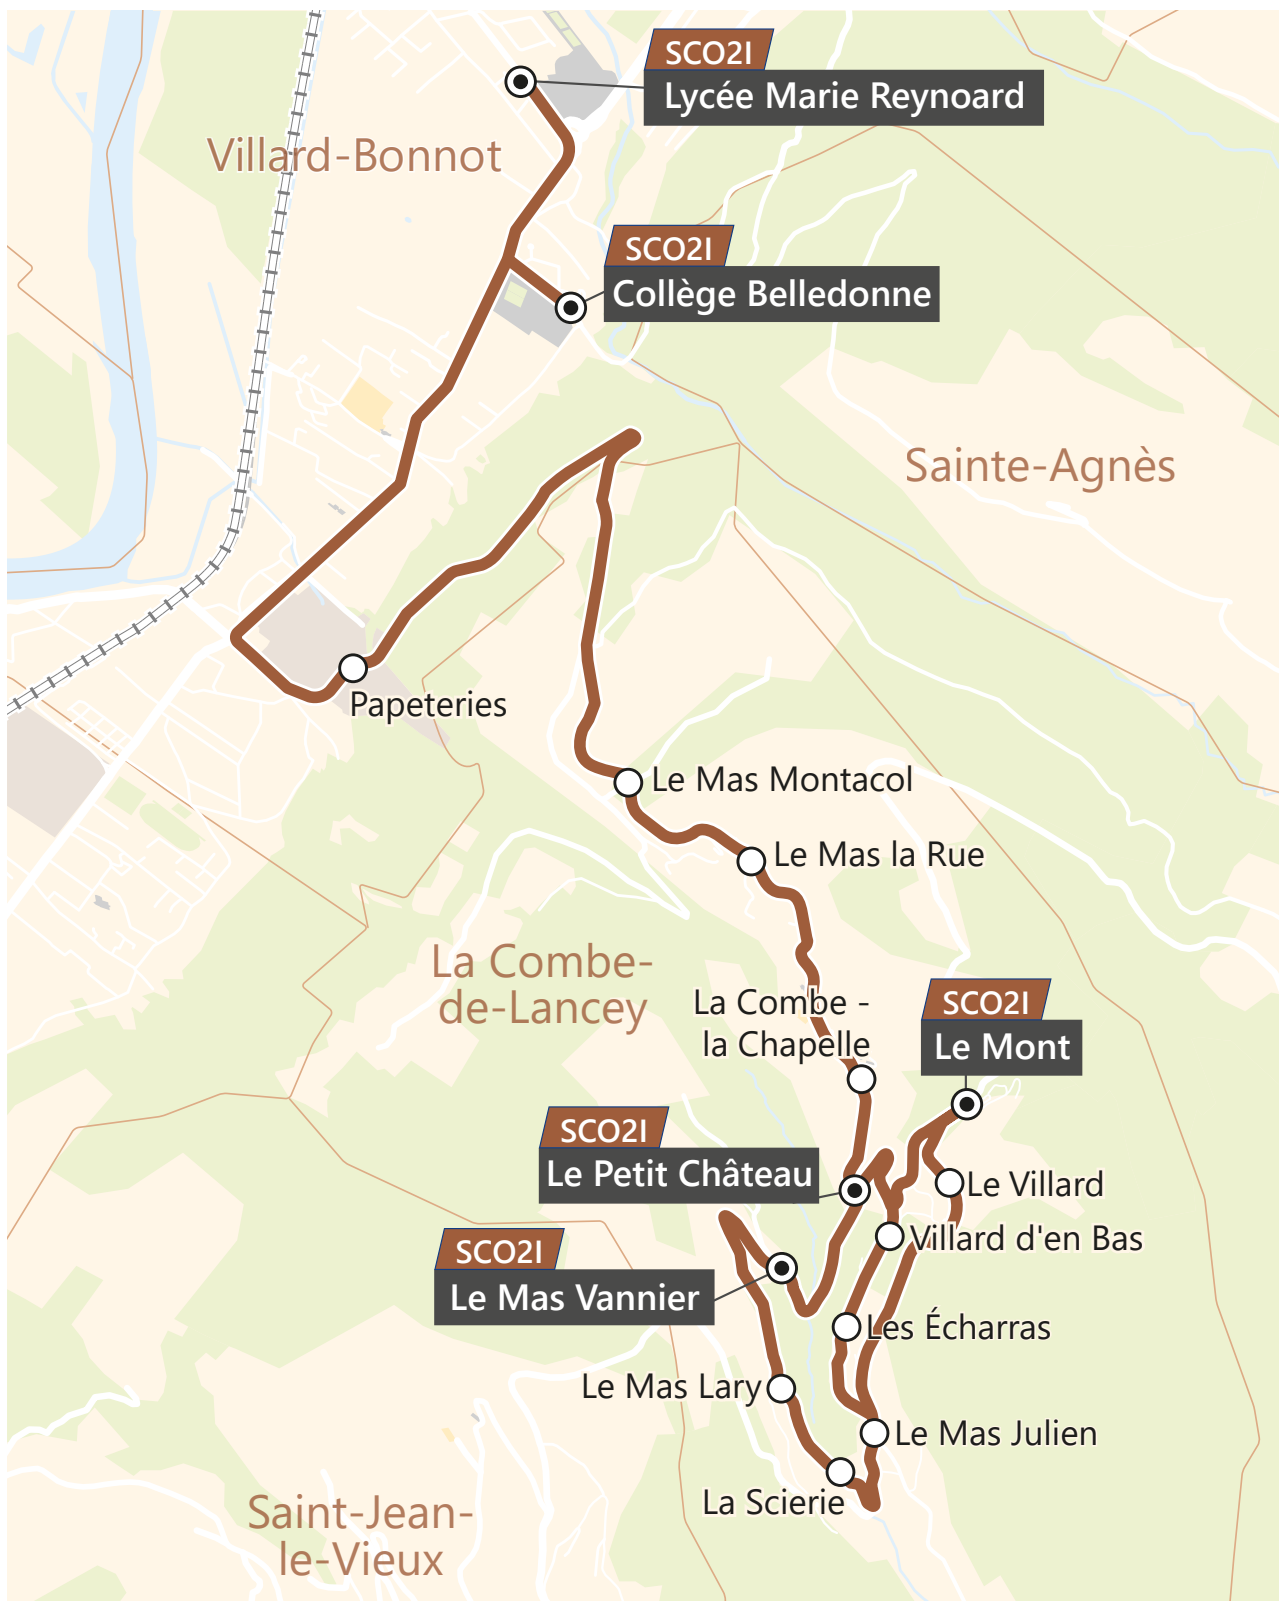 SCO2I
Lycée Marie Reynoard
Villard-Bonnot
SCO2I
Collège Belledonne
Sainte-Agnès
Papeteries
Le Mas Montacol
Le Mas la Rue
La Combe-
de-Lancey
La Combe -
la Chapelle
SCO2I
Le Mont
SCO2I
Le Petit Château
Le Villard
Villard d'en Bas
SCO2I
Le Mas Vannier
Les Écharras
Le Mas Lary
Le Mas Julien
La Scierie
Saint-Jean-
le-Vieux